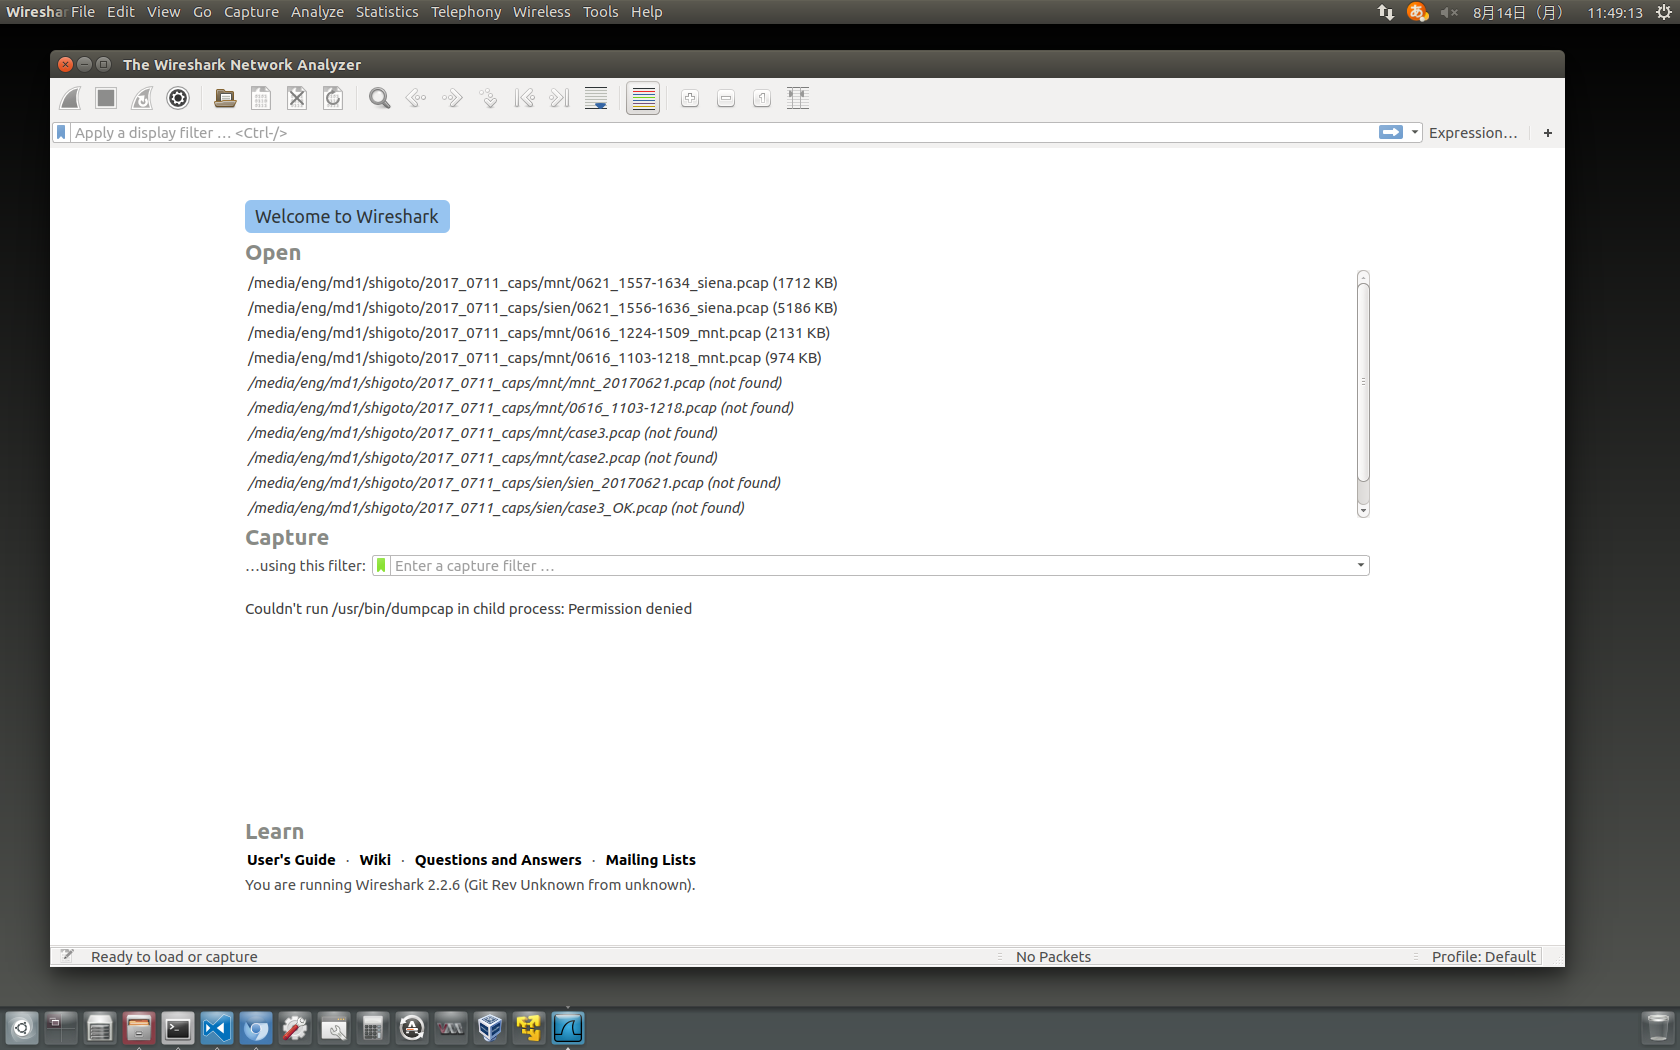 Wireshar File Edit View Go Capture Analyze Statistics Telephony Wireless Tools Help
あ 8月14日 (月) 11:49:13
The Wireshark Network Analyzer
Apply a display filter … <Ctrl-/> Expression… +
Welcome to Wireshark
Open
/media/eng/md1/shigoto/2017_0711_caps/mnt/0621_1557-1634_siena.pcap (1712 KB)
/media/eng/md1/shigoto/2017_0711_caps/sien/0621_1556-1636_siena.pcap (5186 KB)
/media/eng/md1/shigoto/2017_0711_caps/mnt/0616_1224-1509_mnt.pcap (2131 KB)
/media/eng/md1/shigoto/2017_0711_caps/mnt/0616_1103-1218_mnt.pcap (974 KB)
/media/eng/md1/shigoto/2017_0711_caps/mnt/mnt_20170621.pcap (not found)
/media/eng/md1/shigoto/2017_0711_caps/mnt/0616_1103-1218.pcap (not found)
/media/eng/md1/shigoto/2017_0711_caps/mnt/case3.pcap (not found)
/media/eng/md1/shigoto/2017_0711_caps/mnt/case2.pcap (not found)
/media/eng/md1/shigoto/2017_0711_caps/sien/sien_20170621.pcap (not found)
/media/eng/md1/shigoto/2017_0711_caps/sien/case3_OK.pcap (not found)
Capture
…using this filter: Enter a capture filter …
Couldn't run /usr/bin/dumpcap in child process: Permission denied
Learn
User's Guide · Wiki · Questions and Answers · Mailing Lists
You are running Wireshark 2.2.6 (Git Rev Unknown from unknown).
Ready to load or capture No Packets Profile: Default